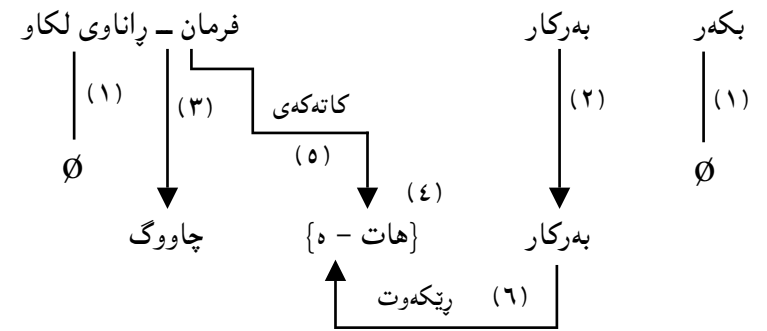 بکەر بەرکار فرمان – ڕاناوی لکاو
(١) (٢) (٣) (١)
کاتەکەی
(٥)
Ø Ø
(٤)
بەرکار {هات – ە} چاووگ
(٦) ڕێکەوت